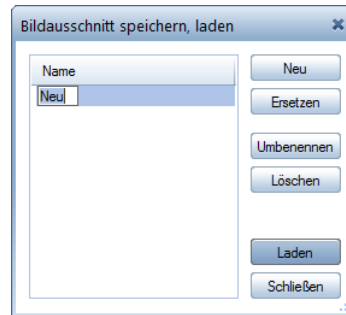 Bildausschnitt speichern, laden
Name
Neu
Neu
Ersetzen
Umbenennen
Löschen
Laden
Schließen